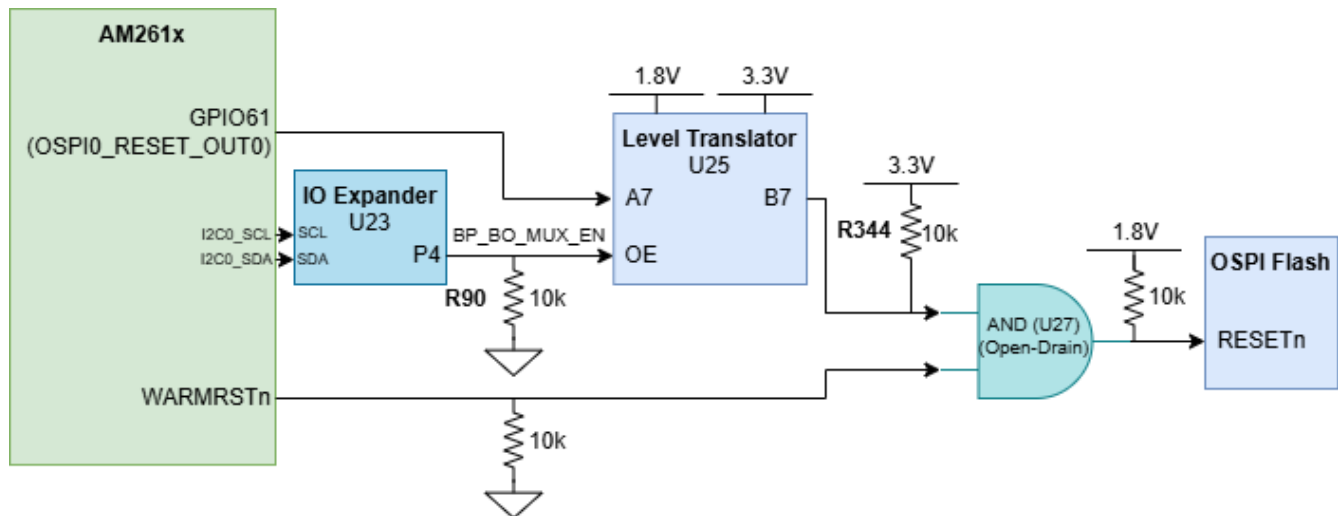 AM261x
GPIO61
(OSPI0_RESET_OUT0)
I2C0_SCL
I2C0_SDA
WARMRSTn
IO Expander
U23
SCL
SDA
P4
BP_BO_MUX_EN
R90
10k
10k
1.8V
3.3V
Level Translator
U25
A7
B7
OE
3.3V
R344
10k
AND (U27)
(Open-Drain)
1.8V
10k
OSPI Flash
RESETn